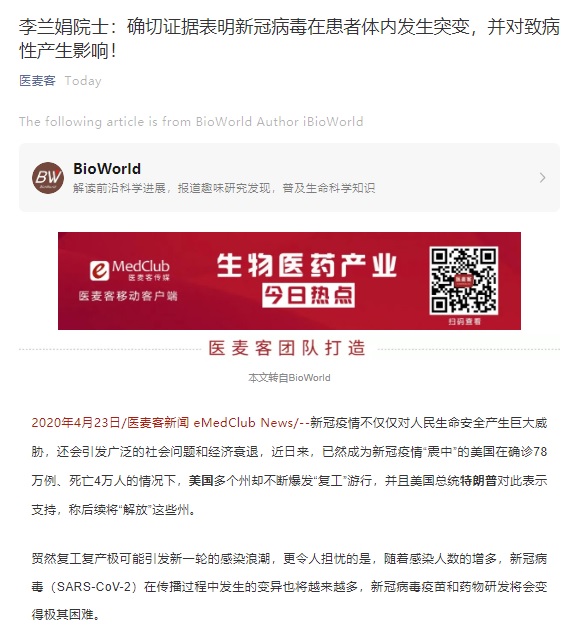 李兰娟院士：确切证据表明新冠病毒在患者体内发生突变，并对致病
性产生影响！
医麦客 Today
The following article is from BioWorld Author iBioWorld
BW
BioWorld
解读前沿科学进展，报道趣味研究发现，普及生命科学知识
eMedClub
医麦客传媒
医麦客移动客户端
生物医药产业
今日热点
扫码查看
医麦客团队打造
本文转自BioWorld
2020年4月23日/医麦客新闻 eMedClub News/--新冠疫情不仅仅对人民生命安全产生巨大威
胁，还会引发广泛的社会问题和经济衰退，近日来，已然成为新冠疫情“震中”的美国在确诊78
万例、死亡4万人的情况下，美国多个州却不断爆发“复工”游行，并且美国总统特朗普对此表示
支持，称后续将“解放”这些州。
贸然复工复产极可能引发新一轮的感染浪潮，更令人担忧的是，随着感染人数的增多，新冠病
毒（SARS-CoV-2）在传播过程中发生的变异也将越来越多，新冠病毒疫苗和药物研发将会变
得极其困难。